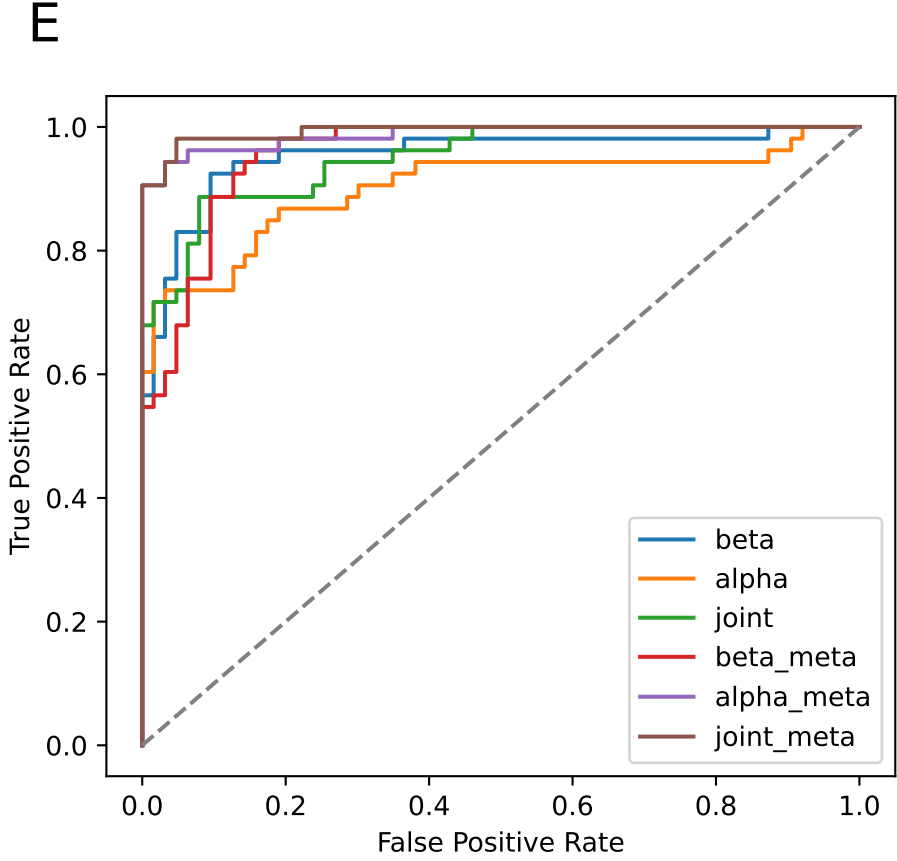 E
1.0
0.8
0.6
0.4
0.2
0.0
True Positive Rate
beta
alpha
joint
beta_meta
alpha_meta
joint_meta
0.0 0.2 0.4 0.6 0.8 1.0
False Positive Rate